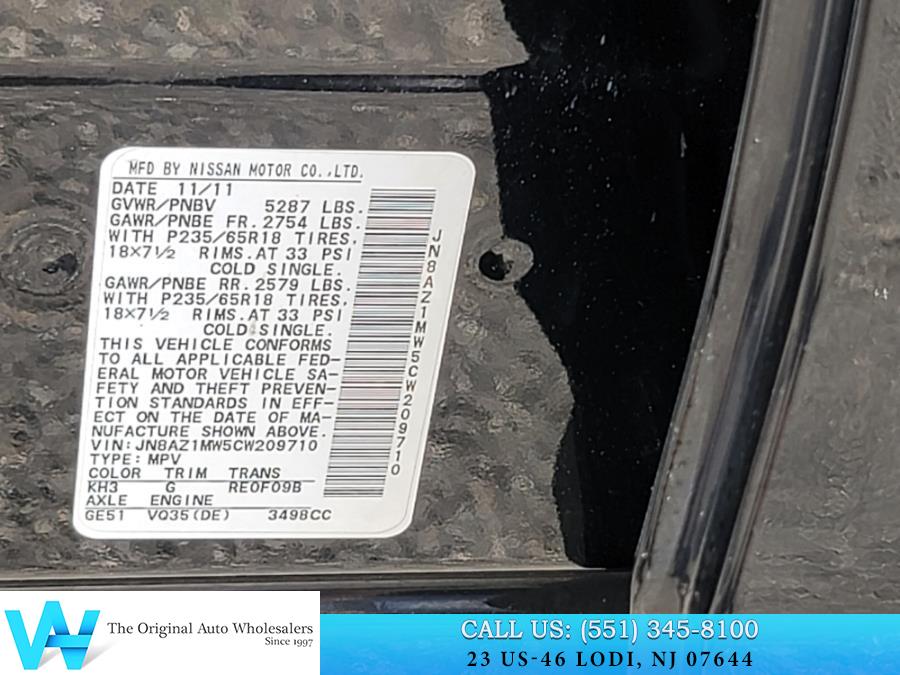 MFD BY NISSAN MOTOR CO.,LTD.
DATE 11/11
GVWR/PNBV 5287 LBS.
GAWR/PNBE FR. 2754 LBS.
WITH P235/65R18 TIRES,
18×7½ RIMS. AT 33 PSI
COLD SINGLE.
GAWR/PNBE RR. 2579 LBS.
WITH P235/65R18 TIRES,
18×7½ RIMS. AT 33 PSI
COLD SINGLE.
THIS VEHICLE CONFORMS
TO ALL APPLICABLE FED-
ERAL MOTOR VEHICLE SA-
FETY AND THEFT PREVEN-
TION STANDARDS IN EFF-
ECT ON THE DATE OF MA-
NUFACTURE SHOWN ABOVE.
VIN: JN8AZ1MW5CW209710
TYPE: MPV
COLOR TRIM TRANS
KH3 G RE0F09B
AXLE ENGINE
GE51 VQ35(DE) 3498CC
JN8AZ1MW5CW209710
The Original Auto Wholesalers
Since 1997
CALL US: (551) 345-8100
23 US-46 LODI, NJ 07644